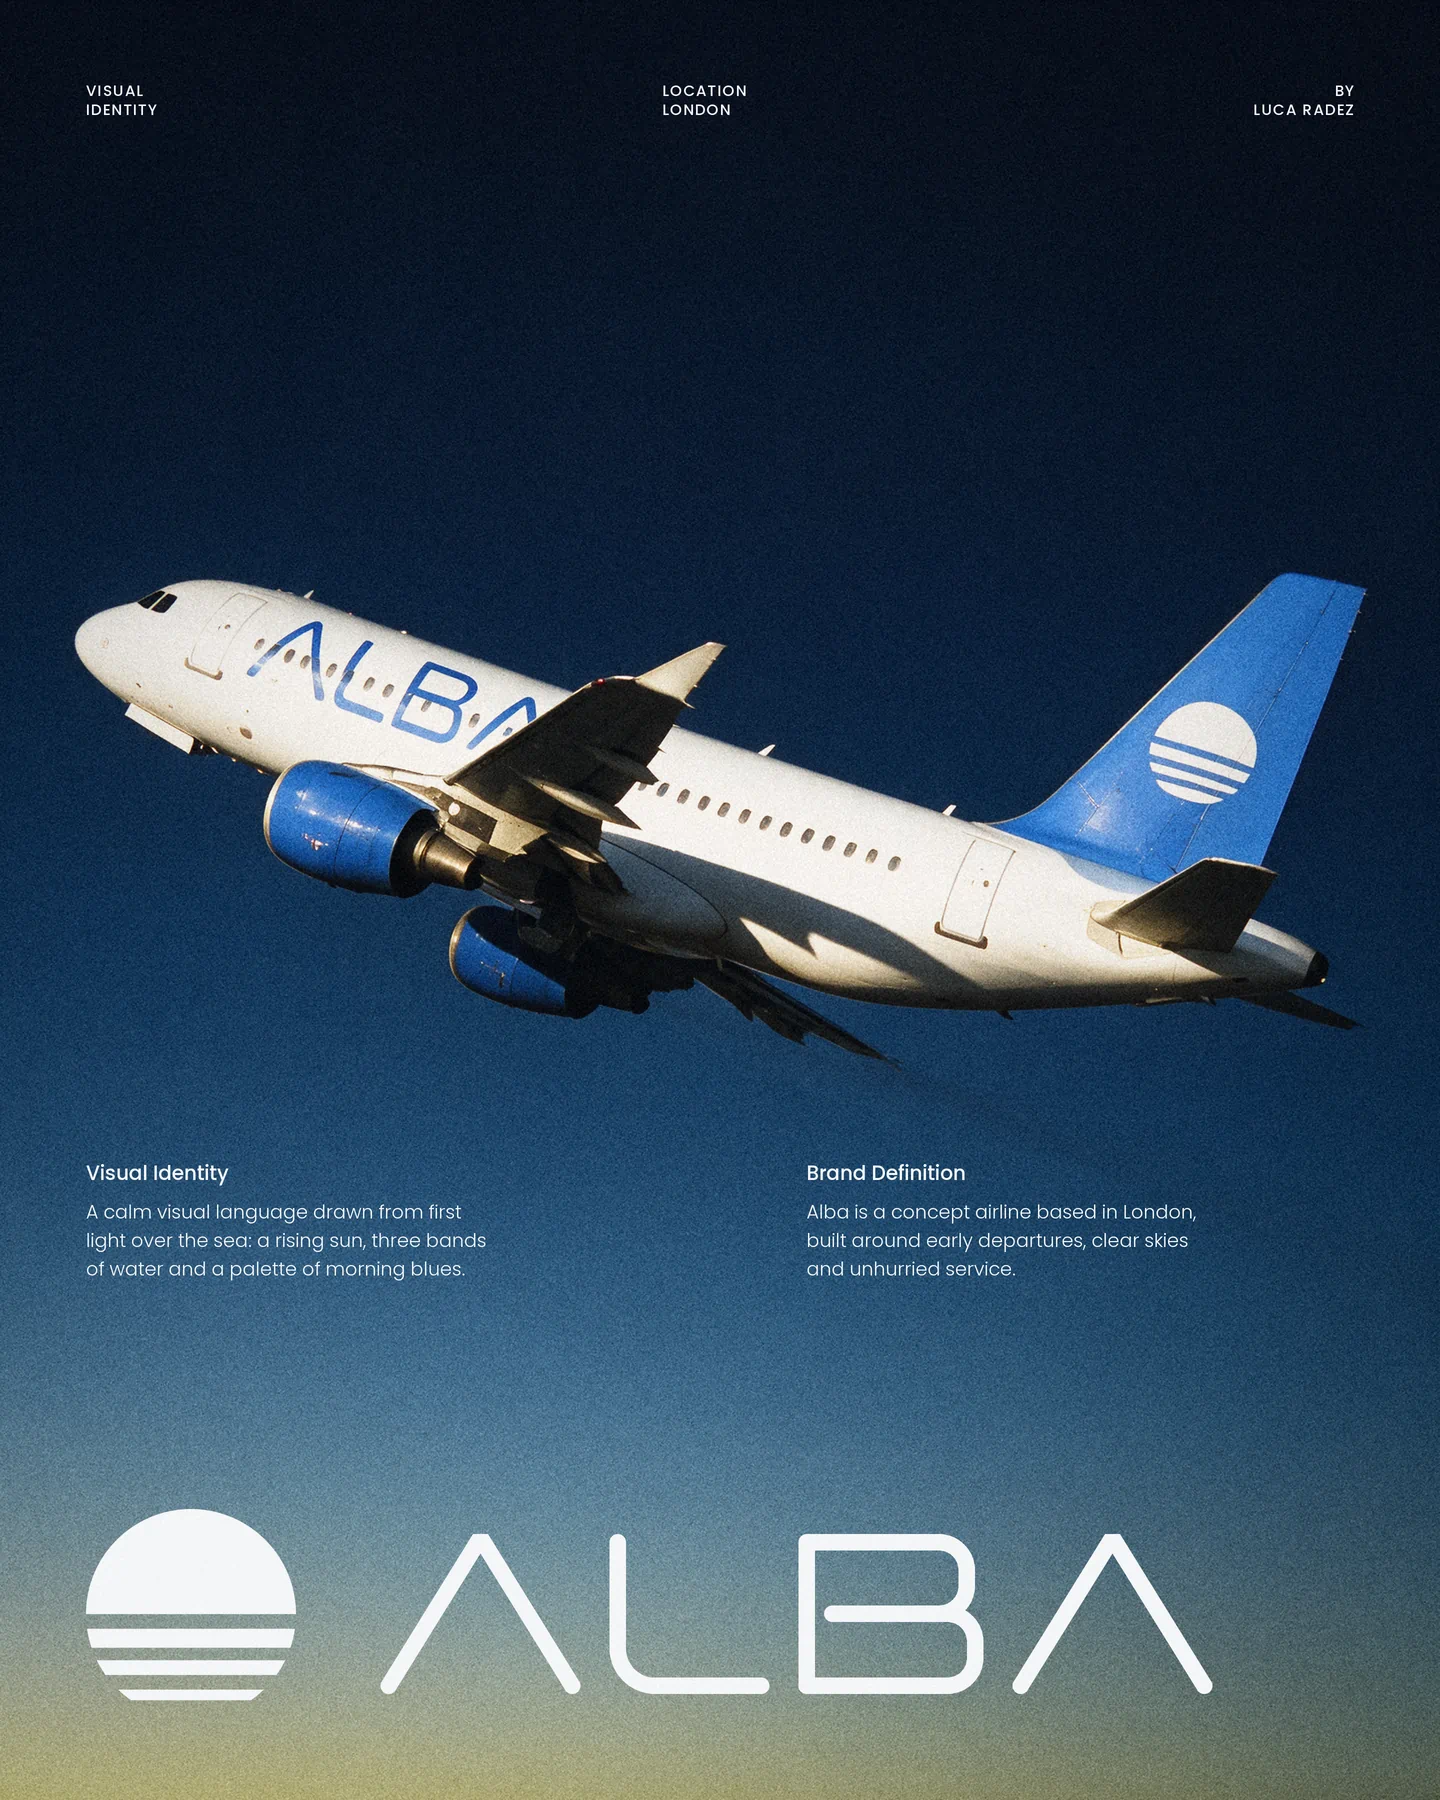 VISUAL
IDENTITY
LOCATION
LONDON
BY
LUCA RADEZ
ALBA
Visual Identity
A calm visual language drawn from first
light over the sea: a rising sun, three bands
of water and a palette of morning blues.
Brand Definition
Alba is a concept airline based in London,
built around early departures, clear skies
and unhurried service.
ALBA